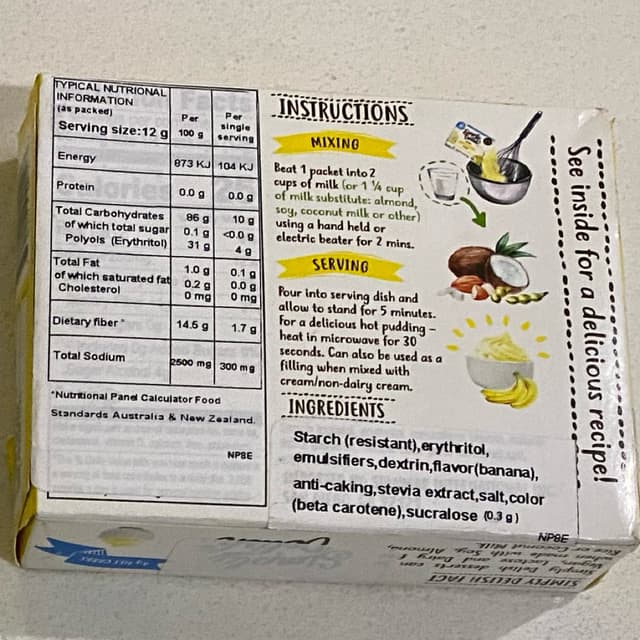 TYPICAL NUTRITIONAL
INFORMATION
(as packed)
Serving size:12 g
Per
100 g
Per
single
serving
Energy 873 KJ 104 KJ
Protein 0.0 g 0.0 g
Total Carbohydrates 86 g 10 g
of which total sugar 0.1 g <0.0 g
Polyols (Erythritol) 31 g 4 g
Total Fat 1.0 g 0.1 g
of which saturated fat 0.2 g 0.0 g
Cholesterol 0 mg 0 mg
Dietary fiber * 14.5 g 1.7 g
Total Sodium 2500 mg 300 mg
*Nutritional Panel Calculator Food
Standards Australia & New Zealand.
NP8E
INSTRUCTIONS
MIXING
Beat 1 packet into 2
cups of milk (or 1 ¼ cup
of milk substitute: almond,
soy, coconut milk or other)
using a hand held or
electric beater for 2 mins.
SERVING
Pour into serving dish and
allow to stand for 5 minutes.
For a delicious hot pudding –
heat in microwave for 30
seconds. Can also be used as a
filling when mixed with
cream/non-dairy cream.
INGREDIENTS
Starch (resistant),erythritol,
emulsifiers,dextrin,flavor(banana),
anti-caking,stevia extract,salt,color
(beta carotene),sucralose (0.3 g)
NP8E
See inside for a delicious recipe!
SIMPLY DELISH FACT
Simply Delish desserts can